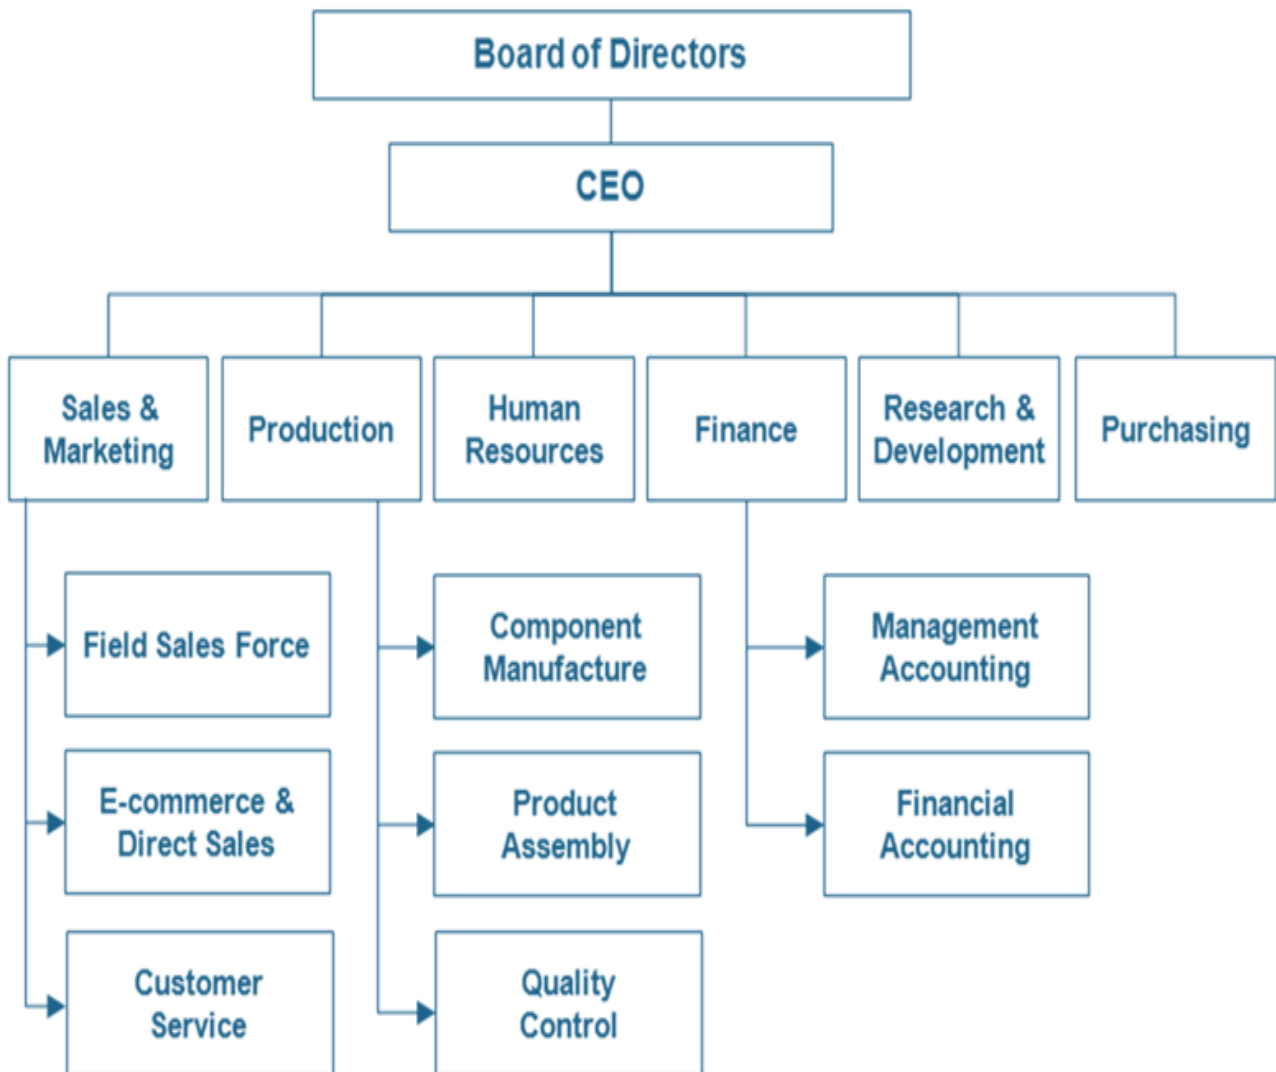 Board of Directors
CEO
Sales &
Marketing
Production
Human
Resources
Finance
Research &
Development
Purchasing
Field Sales Force
Component
Manufacture
Management
Accounting
E-commerce &
Direct Sales
Product
Assembly
Financial
Accounting
Customer
Service
Quality
Control